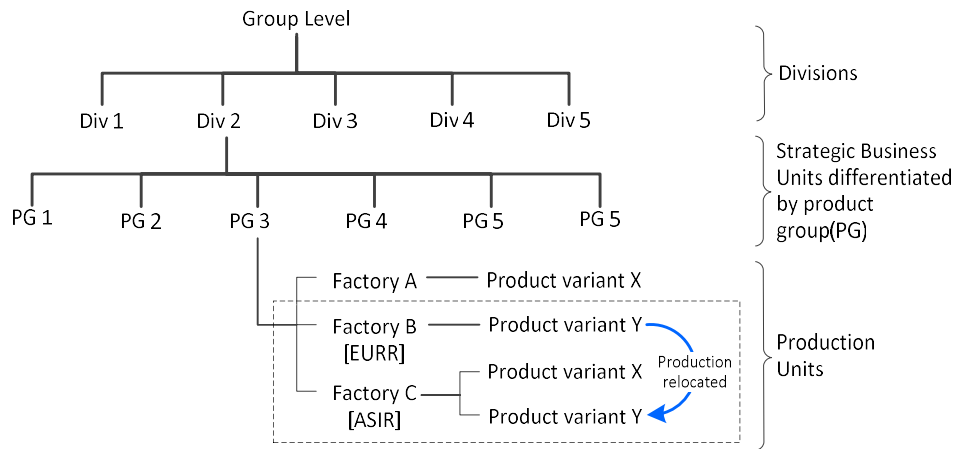 Group Level
Divisions
Div 1
Div 2
Div 3
Div 4
Div 5
Strategic Business
Units differentiated
by product
group(PG)
PG 1
PG 2
PG 3
PG 4
PG 5
PG 5
Factory A
Product variant X
Factory B
[EURR]
Product variant Y
Production
relocated
Factory C
[ASIR]
Product variant X
Product variant Y
Production
Units